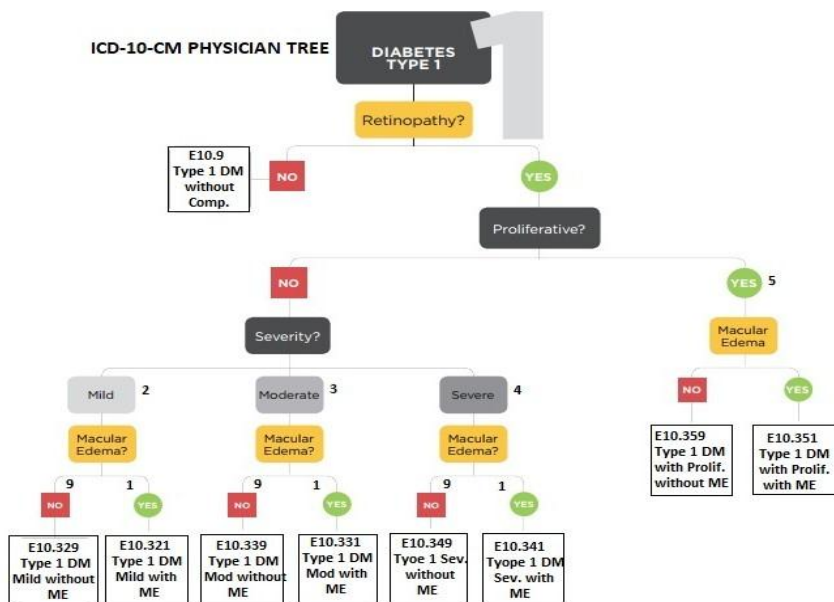 ICD-10-CM PHYSICIAN TREE
DIABETES
TYPE 1
1
Retinopathy?
E10.9
Type 1 DM
without
Comp.
NO
YES
Proliferative?
NO
YES
5
Severity?
Macular
Edema
Mild
2
Moderate
3
Severe
4
NO
YES
Macular
Edema?
Macular
Edema?
Macular
Edema?
E10.359
Type 1 DM
with Prolif.
without ME
E10.351
Type 1 DM
with Prolif.
with ME
9
1
9
1
9
1
NO
YES
NO
YES
NO
YES
E10.329
Type 1 DM
Mild without
ME
E10.321
Type 1 DM
Mild with
ME
E10.339
Type 1 DM
Mod without
ME
E10.331
Type 1 DM
Mod with
ME
E10.349
Tyoe 1 Sev.
without
ME
E10.341
Tyope 1 DM
Sev. with
ME